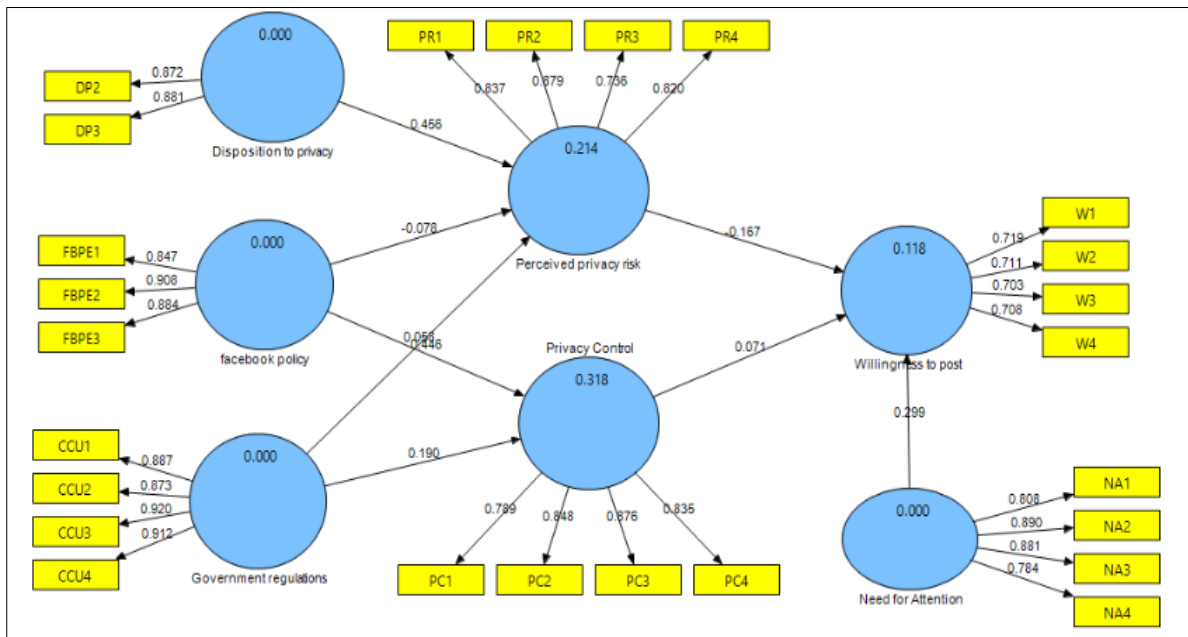 0.000
Disposition to privacy
DP2
0.872
DP3
0.881
0.456
PR1
PR2
PR3
PR4
0.837
0.879
0.736
0.820
0.214
Perceived privacy risk
-0.167
0.000
facebook policy
FBPE1
0.847
FBPE2
0.908
FBPE3
0.884
-0.078
0.446
0.118
Willingness to post
W1
0.719
W2
0.711
W3
0.703
W4
0.708
Privacy Control
0.318
0.071
0.789
0.848
0.876
0.835
PC1
PC2
PC3
PC4
0.000
Government regulations
CCU1
0.887
CCU2
0.873
CCU3
0.920
CCU4
0.912
0.190
0.299
0.000
Need for Attention
NA1
0.808
NA2
0.890
NA3
0.881
NA4
0.784